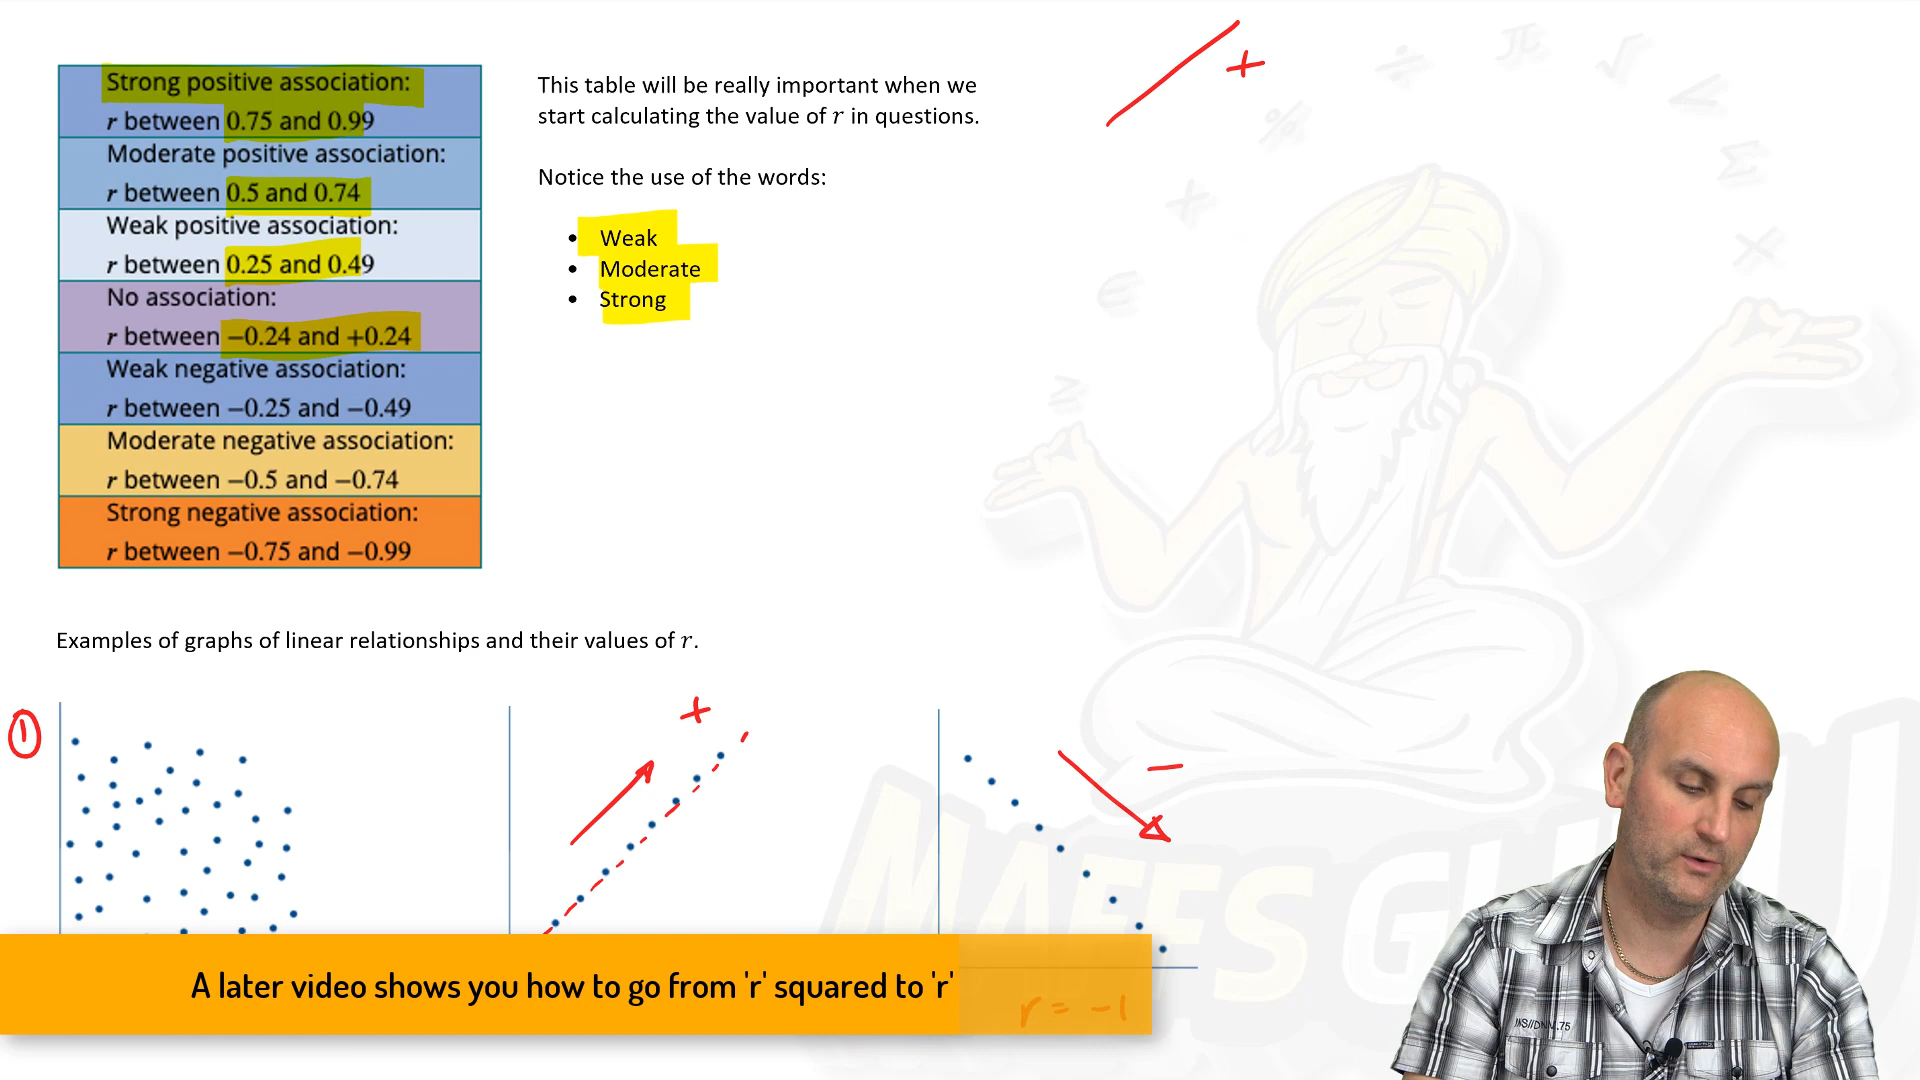 Strong positive association:
r between 0.75 and 0.99
Moderate positive association:
r between 0.5 and 0.74
Weak positive association:
r between 0.25 and 0.49
No association:
r between −0.24 and +0.24
Weak negative association:
r between −0.25 and −0.49
Moderate negative association:
r between −0.5 and −0.74
Strong negative association:
r between −0.75 and −0.99
This table will be really important when we
start calculating the value of r in questions.
Notice the use of the words:
• Weak
• Moderate
• Strong
+
Examples of graphs of linear relationships and their values of r.
1
+
−
r = -1
A later video shows you how to go from 'r' squared to 'r'
MAFFS GURU